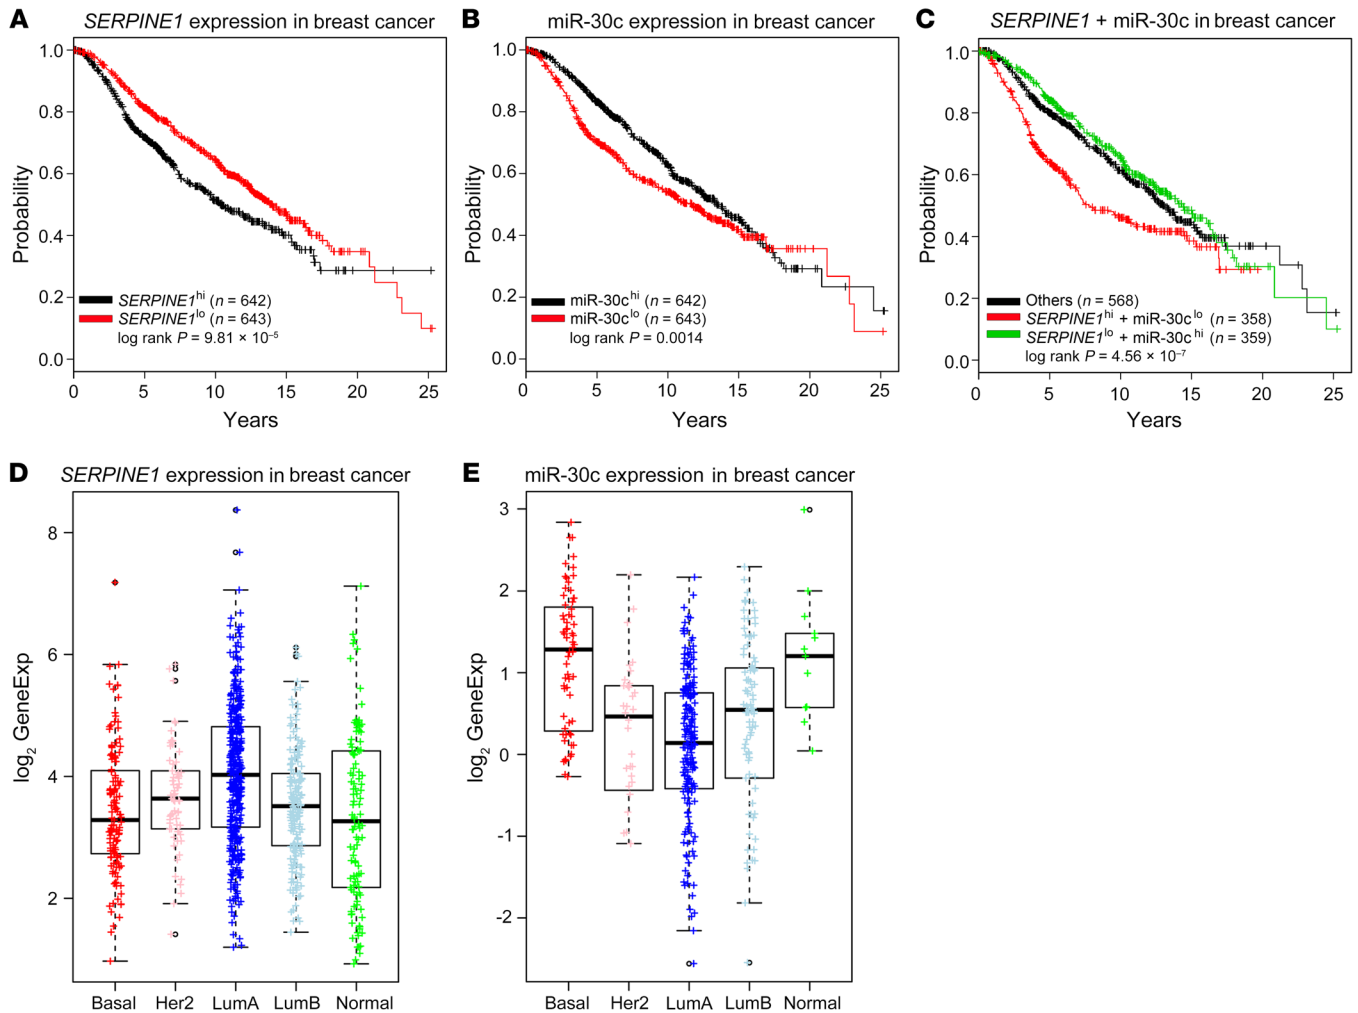 A
SERPINE1 expression in breast cancer
Probability
1.0
0.8
0.6
0.4
0.2
0.0
SERPINE1hi (n = 642)
SERPINE1lo (n = 643)
log rank P = 9.81 × 10−5
0 5 10 15 20 25
Years
B
miR-30c expression in breast cancer
Probability
1.0
0.8
0.6
0.4
0.2
0.0
miR-30chi (n = 642)
miR-30clo (n = 643)
log rank P = 0.0014
0 5 10 15 20 25
Years
C
SERPINE1 + miR-30c in breast cancer
Probability
1.0
0.8
0.6
0.4
0.2
0.0
Others (n = 568)
SERPINE1hi + miR-30clo (n = 358)
SERPINE1lo + miR-30chi (n = 359)
log rank P = 4.56 × 10−7
0 5 10 15 20 25
Years
D
SERPINE1 expression in breast cancer
log2 GeneExp
8
6
4
2
Basal Her2 LumA LumB Normal
E
miR-30c expression in breast cancer
log2 GeneExp
3
2
1
0
-1
-2
Basal Her2 LumA LumB Normal